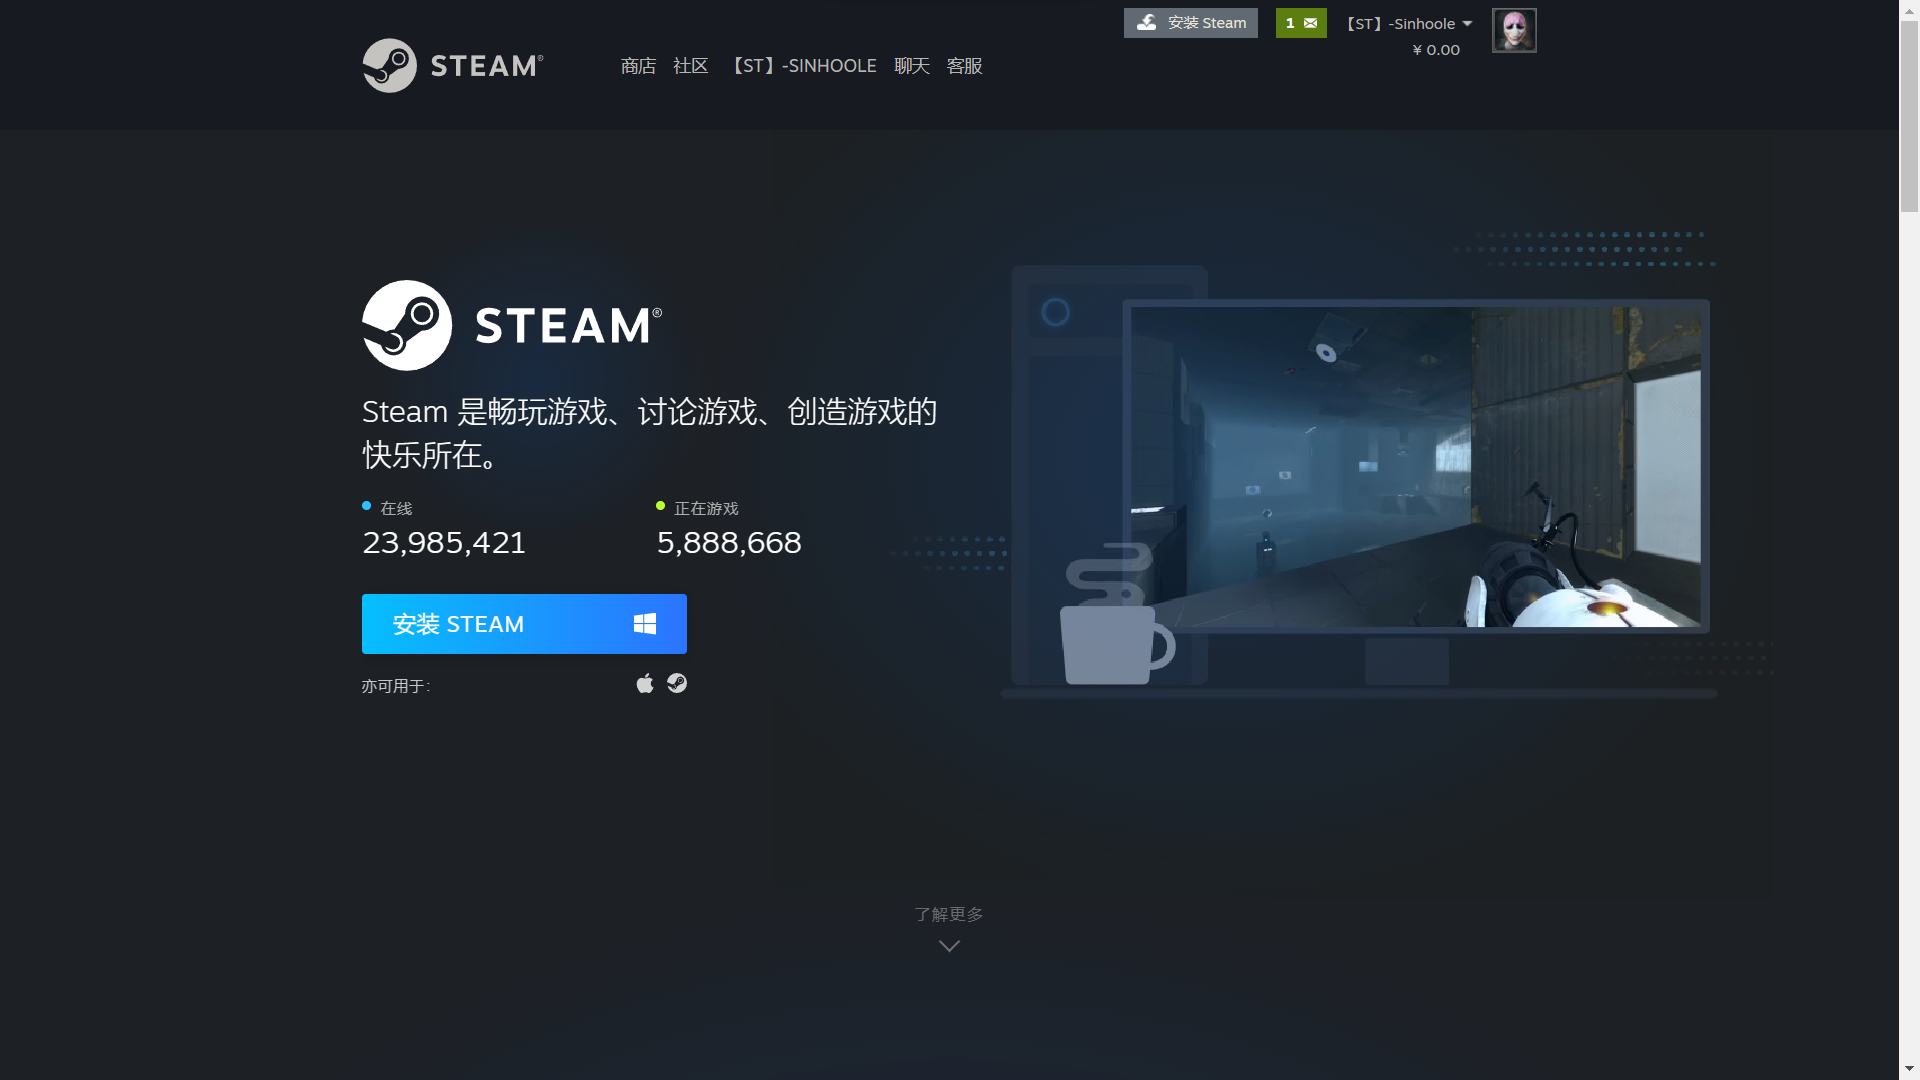 安装 Steam
1
【ST】-Sinhoole
¥ 0.00
STEAM®
商店 社区 【ST】-SINHOOLE 聊天 客服
STEAM®
Steam 是畅玩游戏、讨论游戏、创造游戏的
快乐所在。
在线
23,985,421
正在游戏
5,888,668
安装 STEAM
亦可用于:
了解更多